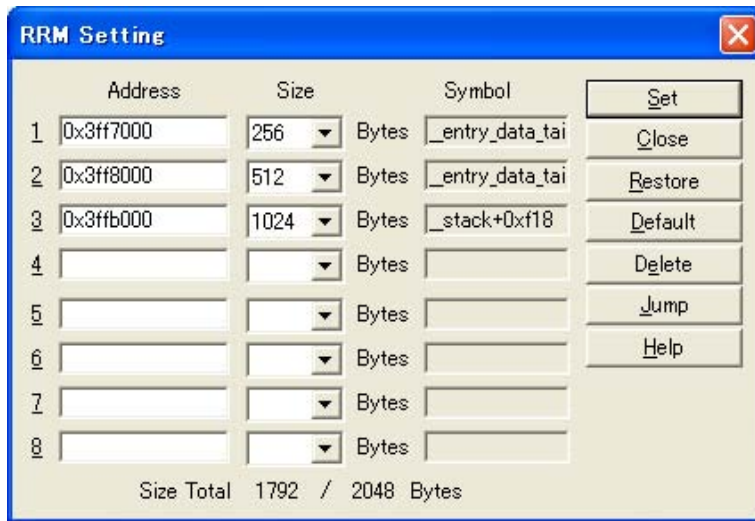 RRM Setting
Address Size Symbol
1 0x3ff7000 256 Bytes __entry_data_tai Set
Close
2 0x3ff8000 512 Bytes __entry_data_tai Restore
3 0x3ffb000 1024 Bytes _stack+0xf18 Default
4 Bytes Delete
5 Bytes Jump
6 Bytes Help
7 Bytes
8 Bytes
Size Total 1792 / 2048 Bytes